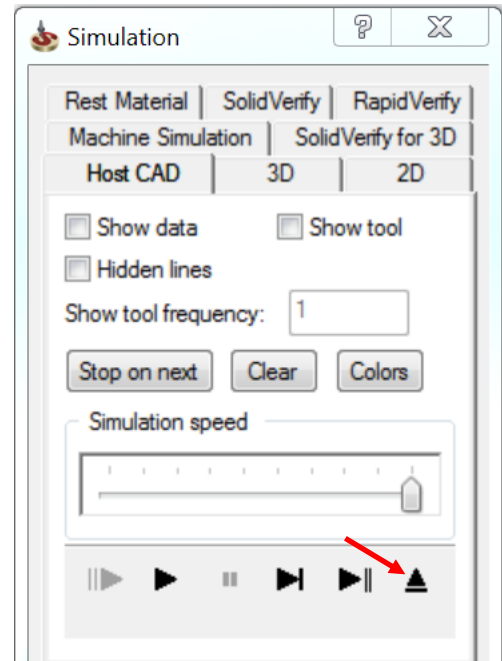 Simulation
Rest Material SolidVerify RapidVerify
Machine Simulation SolidVerify for 3D
Host CAD 3D 2D
Show data Show tool
Hidden lines
Show tool frequency: 1
Stop on next Clear Colors
Simulation speed